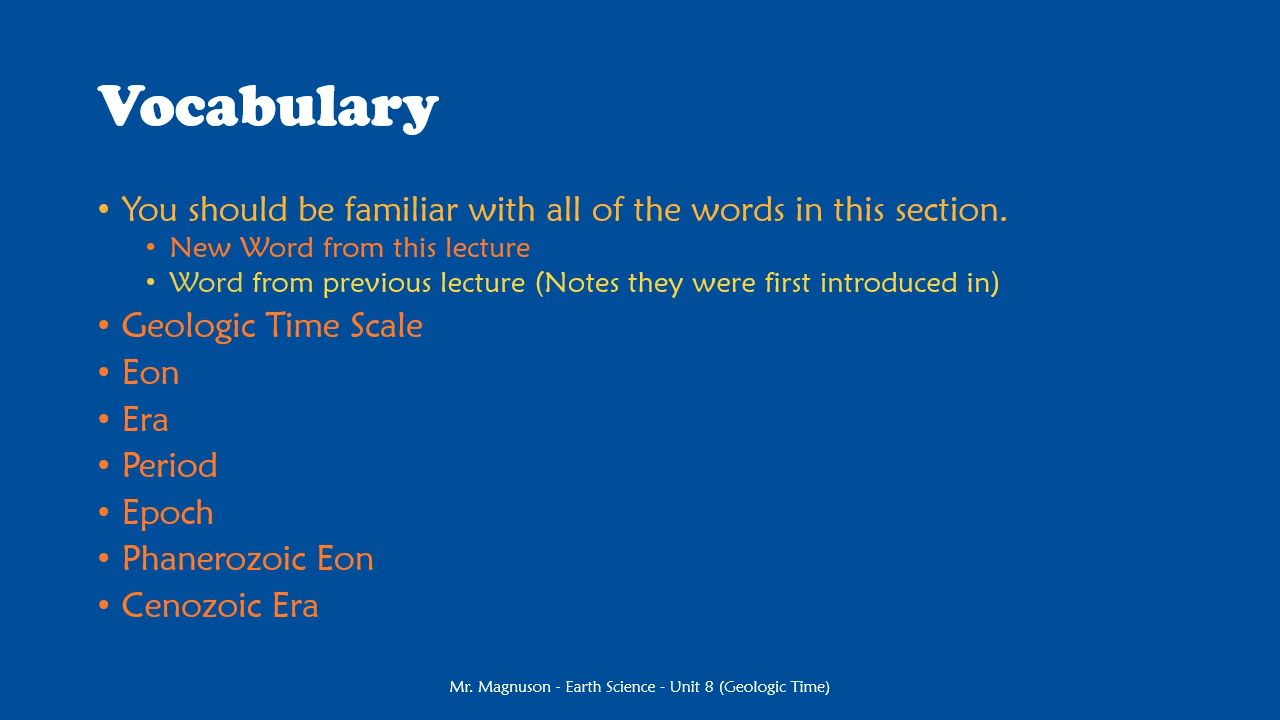 Vocabulary
• You should be familiar with all of the words in this section.
• New Word from this lecture
• Word from previous lecture (Notes they were first introduced in)
• Geologic Time Scale
• Eon
• Era
• Period
• Epoch
• Phanerozoic Eon
• Cenozoic Era
Mr. Magnuson - Earth Science - Unit 8 (Geologic Time)